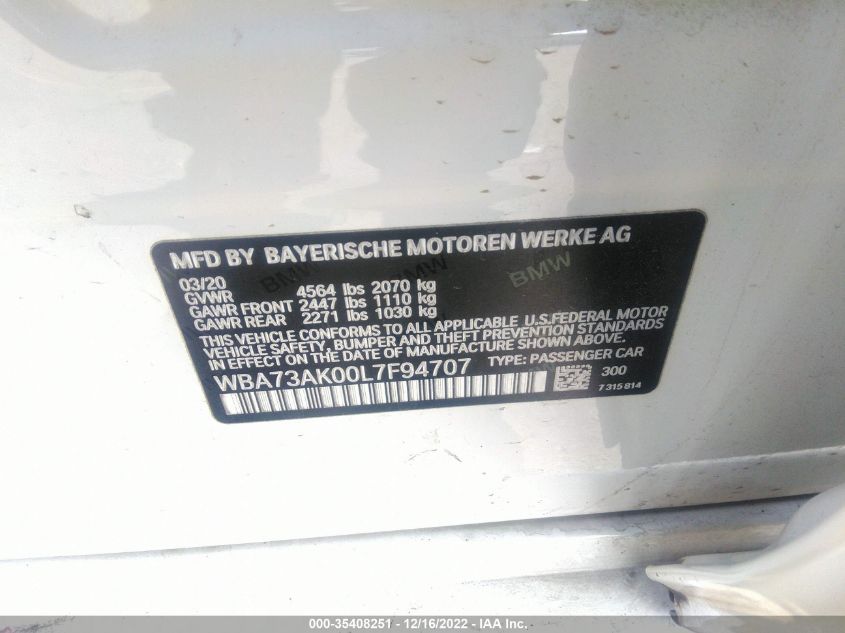 MFD BY BAYERISCHE MOTOREN WERKE AG
03/20
GVWR 4564 lbs 2070 kg
GAWR FRONT 2447 lbs 1110 kg
GAWR REAR 2271 lbs 1030 kg
BMW BMW BMW
THIS VEHICLE CONFORMS TO ALL APPLICABLE U.S.FEDERAL MOTOR
VEHICLE SAFETY, BUMPER AND THEFT PREVENTION STANDARDS
IN EFFECT ON THE DATE OF MANUFACTURE SHOWN ABOVE.
WBA73AK00L7F94707 TYPE: PASSENGER CAR
300
7 315 814
000-35408251 - 12/16/2022 - IAA Inc.